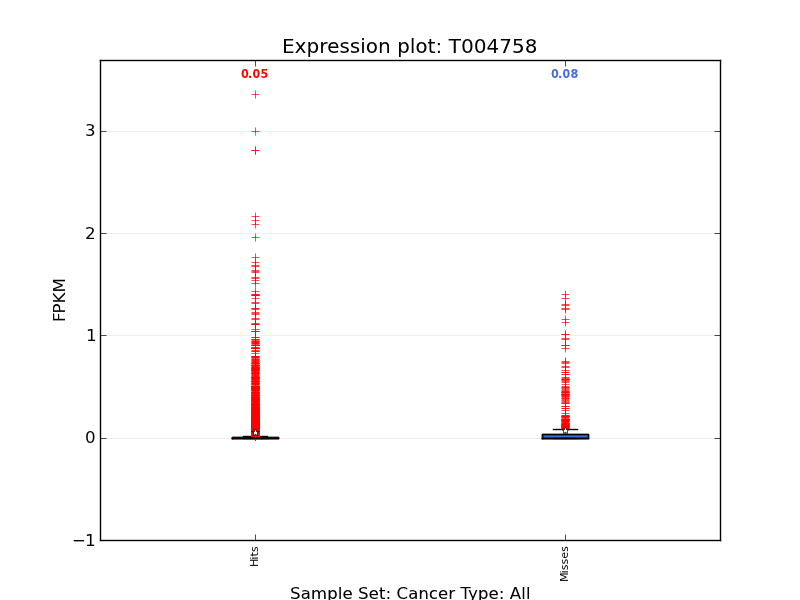 Expression plot: T004758
0.05
0.08
3
2
1
0
−1
FPKM
Hits
Misses
Sample Set: Cancer Type: All